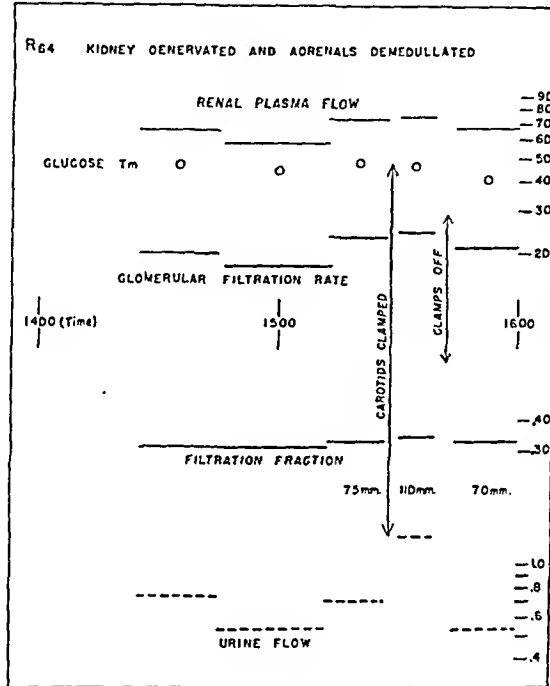 R64 KIDNEY OENERVATED AND AORENALS DEMEDULLATED
RENAL PLASMA FLOW
90
80
70
60
50
GLUCOSE Tm
40
30
20
GLOMERULAR FILTRATION RATE
CLAMPS OFF
1400 (Time)
1500
1600
CAROTIDS CLAMPED
.40
.30
FILTRATION FRACTION
75mm. 110mm. 70mm.
1.0
.8
.6
URINE FLOW
.4